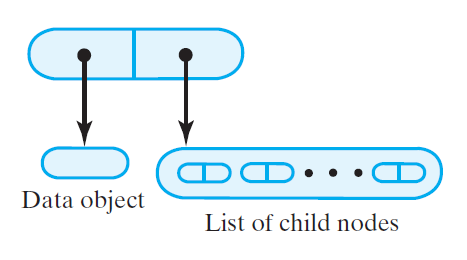 Data object
List of child nodes